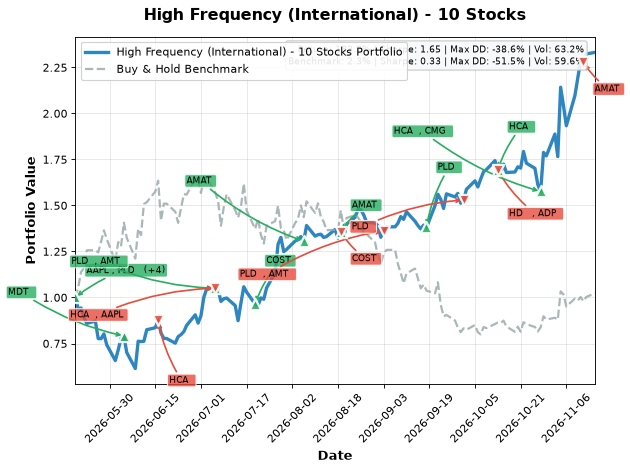 High Frequency (International) - 10 Stocks
High Frequency (International) - 10 Stocks Portfolio
Buy & Hold Benchmark
1.65 | Max DD: -38.6% | Vol: 63.2%
Benchmark: 2.3% | Sharpe: 0.33 | Max DD: -51.5% | Vol: 59.6%
Portfolio Value
2.25
2.00
1.75
1.50
1.25
1.00
0.75
AMAT
HCA , CMG
HCA
PLD
AMAT
AMAT
HD , ADP
PLD
COST
COST
PLD , AMT
PLD , AMT
(+4)
MDT
HCA , AAPL
HCA
2026-05-30
2026-06-15
2026-07-01
2026-07-17
2026-08-02
2026-08-18
2026-09-03
2026-09-19
2026-10-05
2026-10-21
2026-11-06
Date